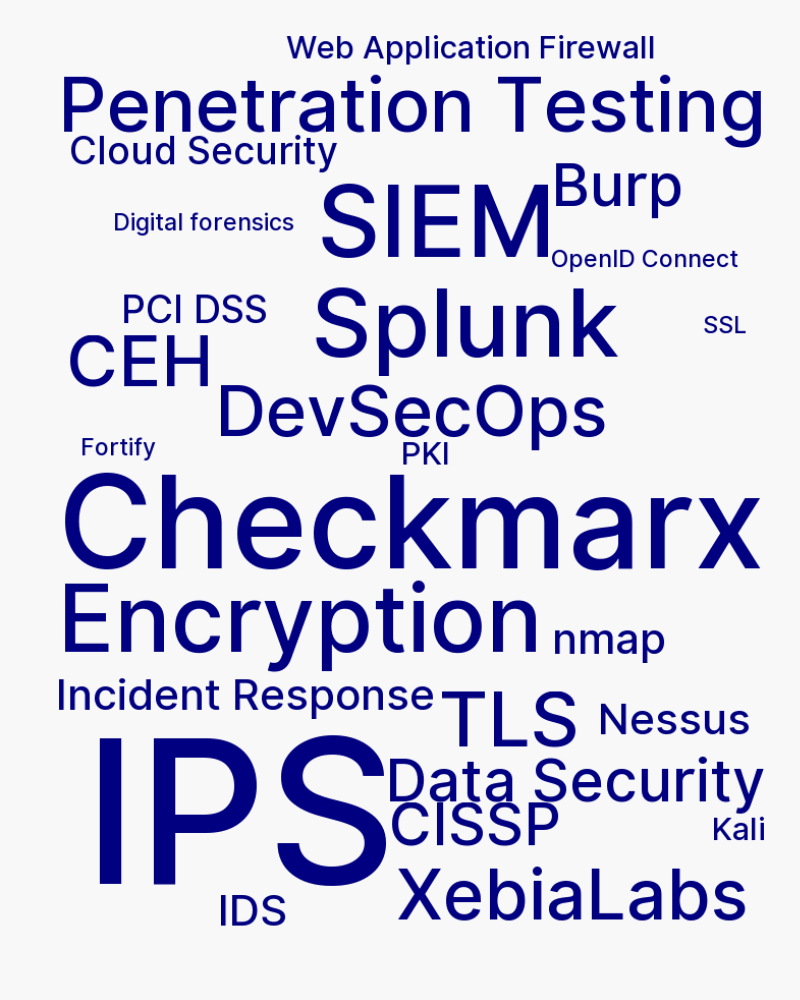 Web Application Firewall
Penetration Testing
Cloud Security
Burp
SIEM
Digital forensics
OpenID Connect
PCI DSS
Splunk
SSL
CEH
DevSecOps
Fortify
PKI
Checkmarx
Encryption
nmap
Incident Response
TLS
Nessus
IPS
Data Security
CISSP
Kali
XebiaLabs
IDS